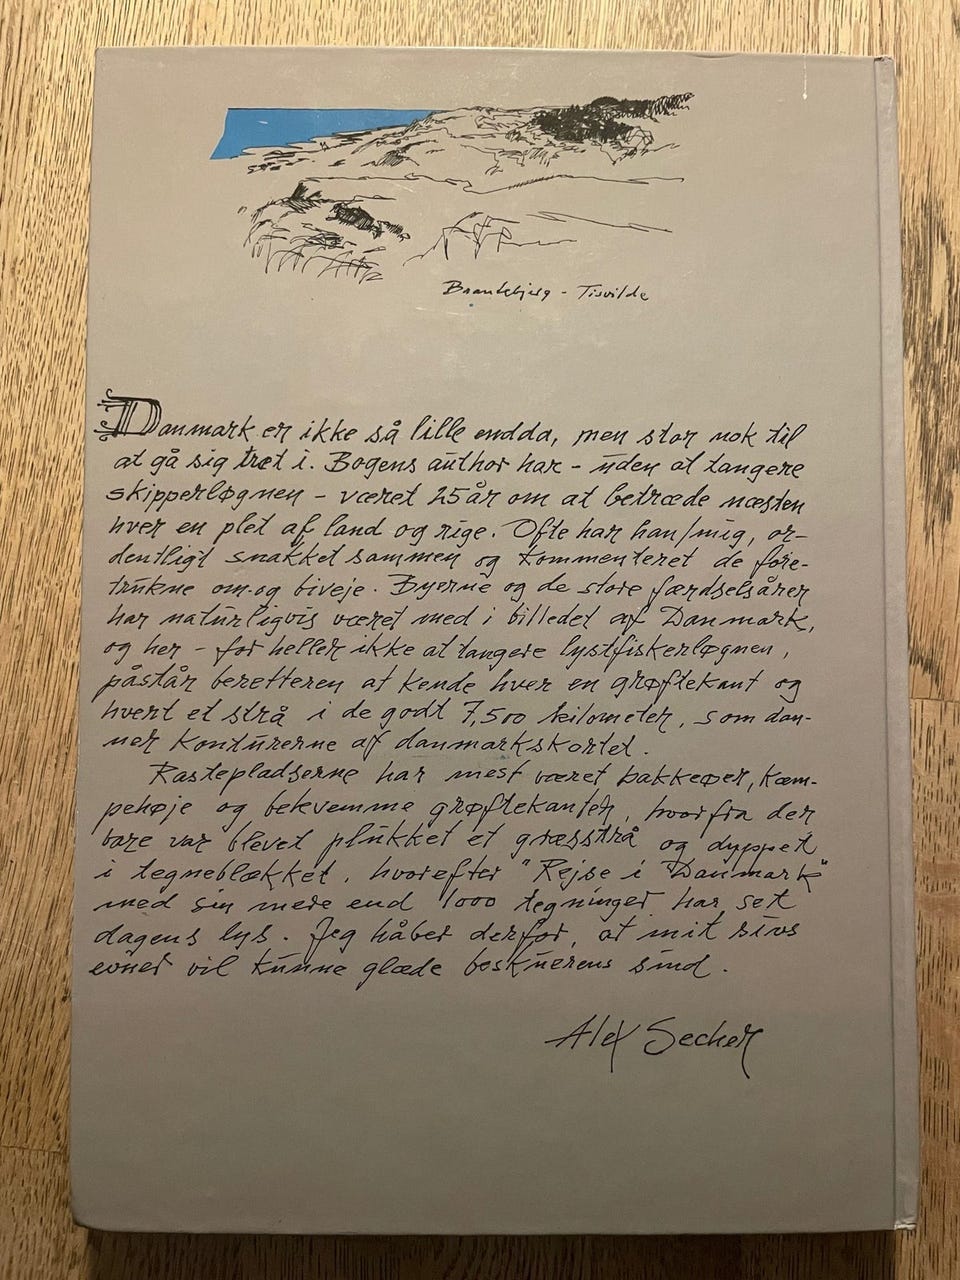 Brantebjerg - Tisvilde
Danmark er ikke så lille endda, men stor nok til
at gå sig træt i. Bogens author har - uden at tangere
skipperløgnen - været 25 år om at betræde næsten
hver en plet af land og rige. Ofte har han/mig, or-
dentligt snakket sammen og kommenteret de fore-
trukne om-og biveje. Byerne og de store færdselsårer
har naturligvis været med i billedet af Danmark,
og her - for heller ikke at tangere lystfiskerløgnen,
påstår beretteren at kende hver en grøftekant og
hvert et strå i de godt 7,500 kilometer, som dan-
ner konturerne af danmarkskortet.
Rastepladserne har mest været bakkeøer, kæm-
pehøje og bekvemme grøftekanter, hvorfra der
bare var blevet plukket et græsstrå og dyppet
i tegneblækket, hvorefter "Rejse i Danmark"
med sin mere end 1000 tegninger har set
dagens lys. Jeg håber derfor, at mit sivs
evner vil kunne glæde beskuerens sind.
Alex Secher